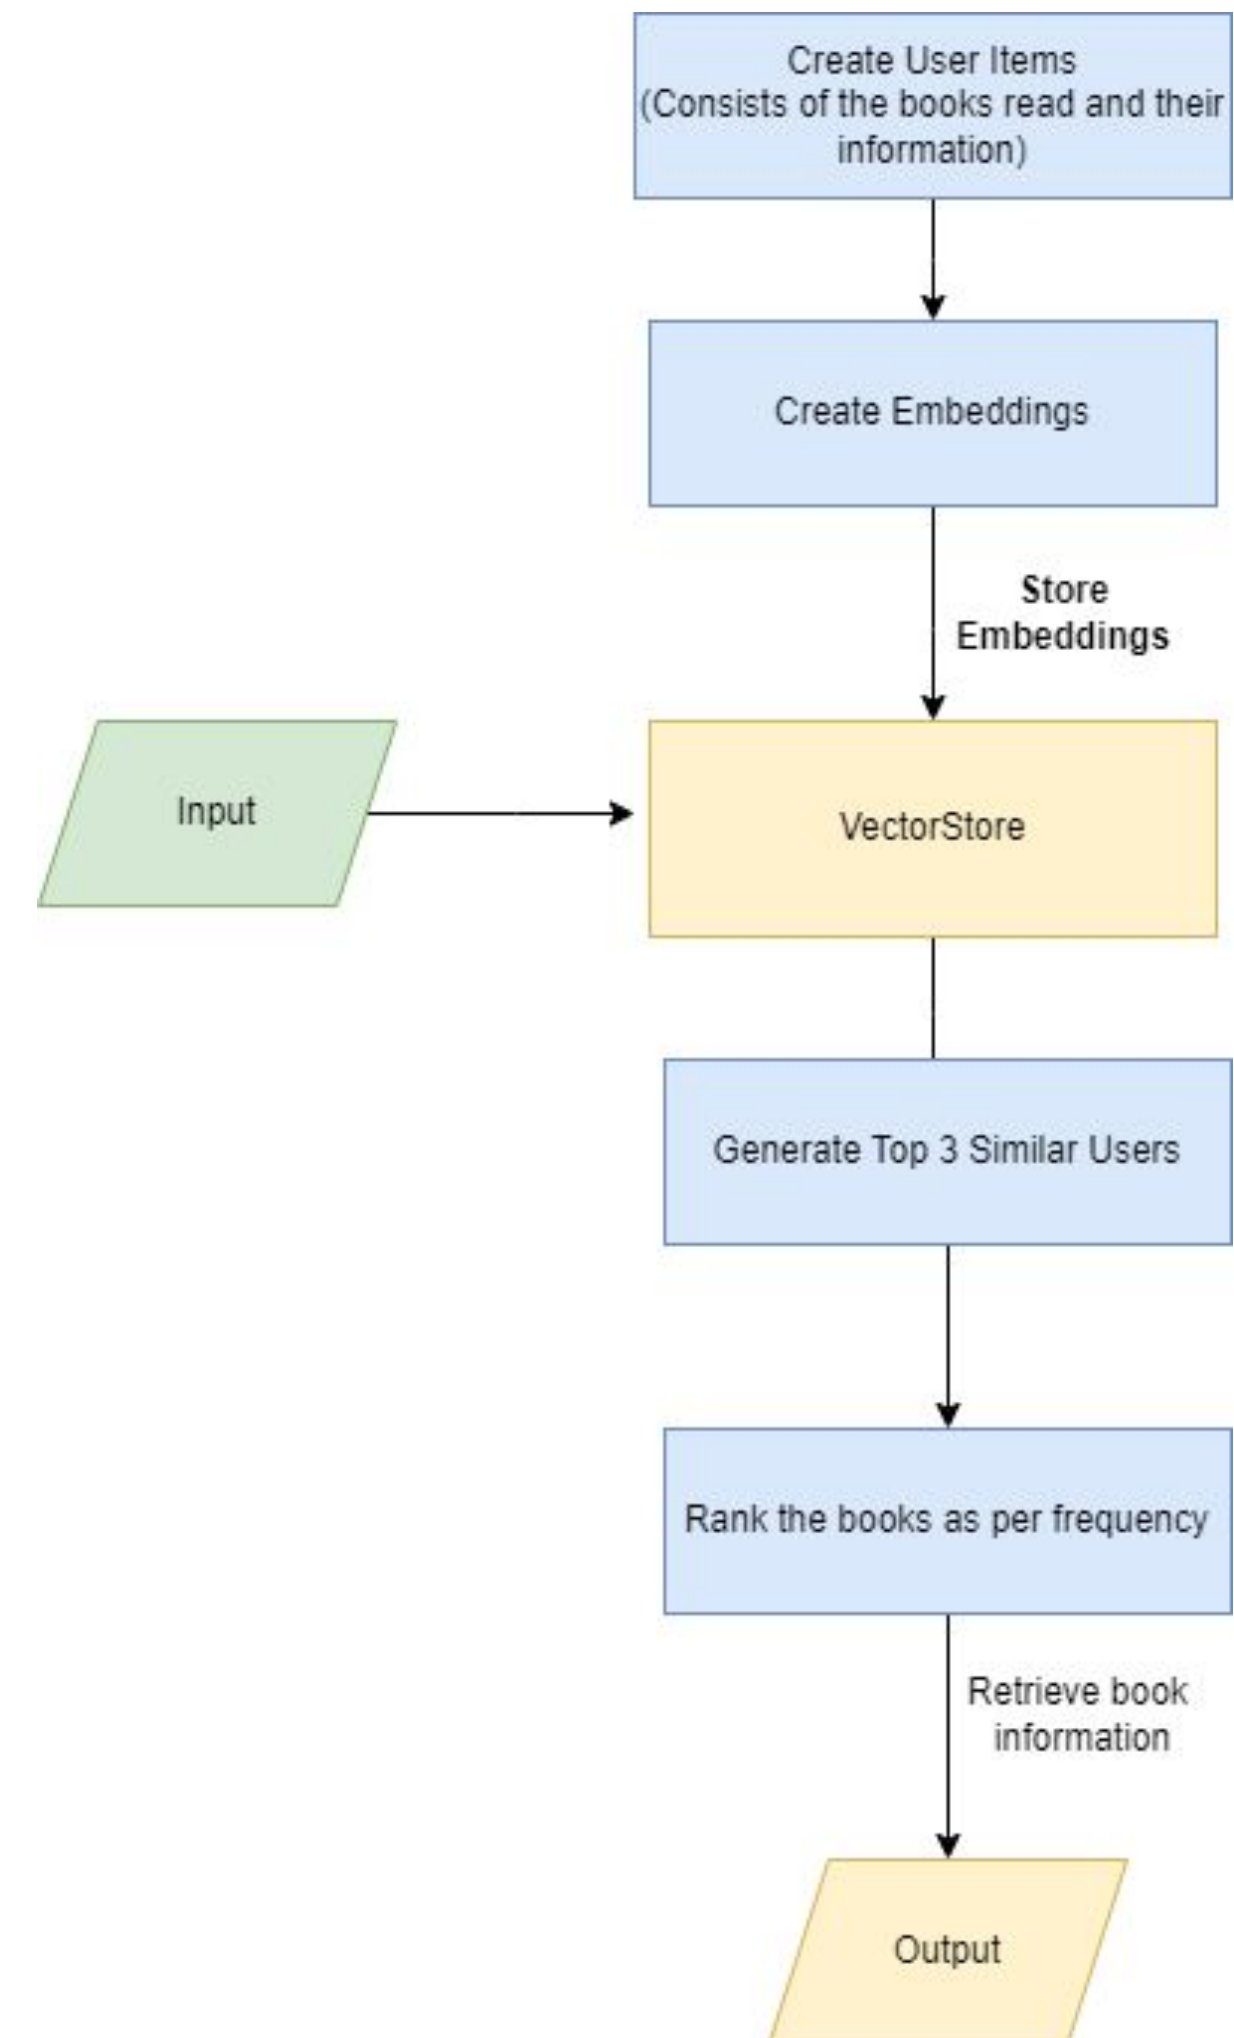 Create User Items
(Consists of the books read and their
information)
Create Embeddings
Store
Embeddings
Input
VectorStore
Generate Top 3 Similar Users
Rank the books as per frequency
Retrieve book
information
Output